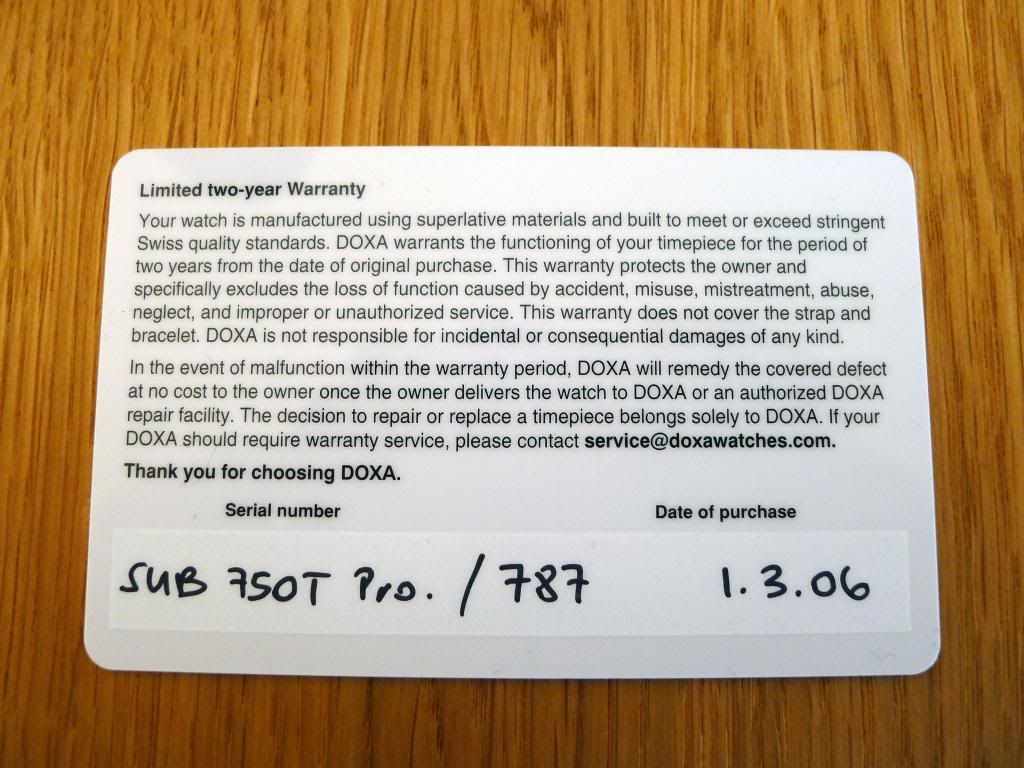 Limited two-year Warranty
Your watch is manufactured using superlative materials and built to meet or exceed stringent
Swiss quality standards. DOXA warrants the functioning of your timepiece for the period of
two years from the date of original purchase. This warranty protects the owner and
specifically excludes the loss of function caused by accident, misuse, mistreatment, abuse,
neglect, and improper or unauthorized service. This warranty does not cover the strap and
bracelet. DOXA is not responsible for incidental or consequential damages of any kind.
In the event of malfunction within the warranty period, DOXA will remedy the covered defect
at no cost to the owner once the owner delivers the watch to DOXA or an authorized DOXA
repair facility. The decision to repair or replace a timepiece belongs solely to DOXA. If your
DOXA should require warranty service, please contact service@doxawatches.com.
Thank you for choosing DOXA.
Serial number Date of purchase
SUB 750T Pro. / 787 1.3.06